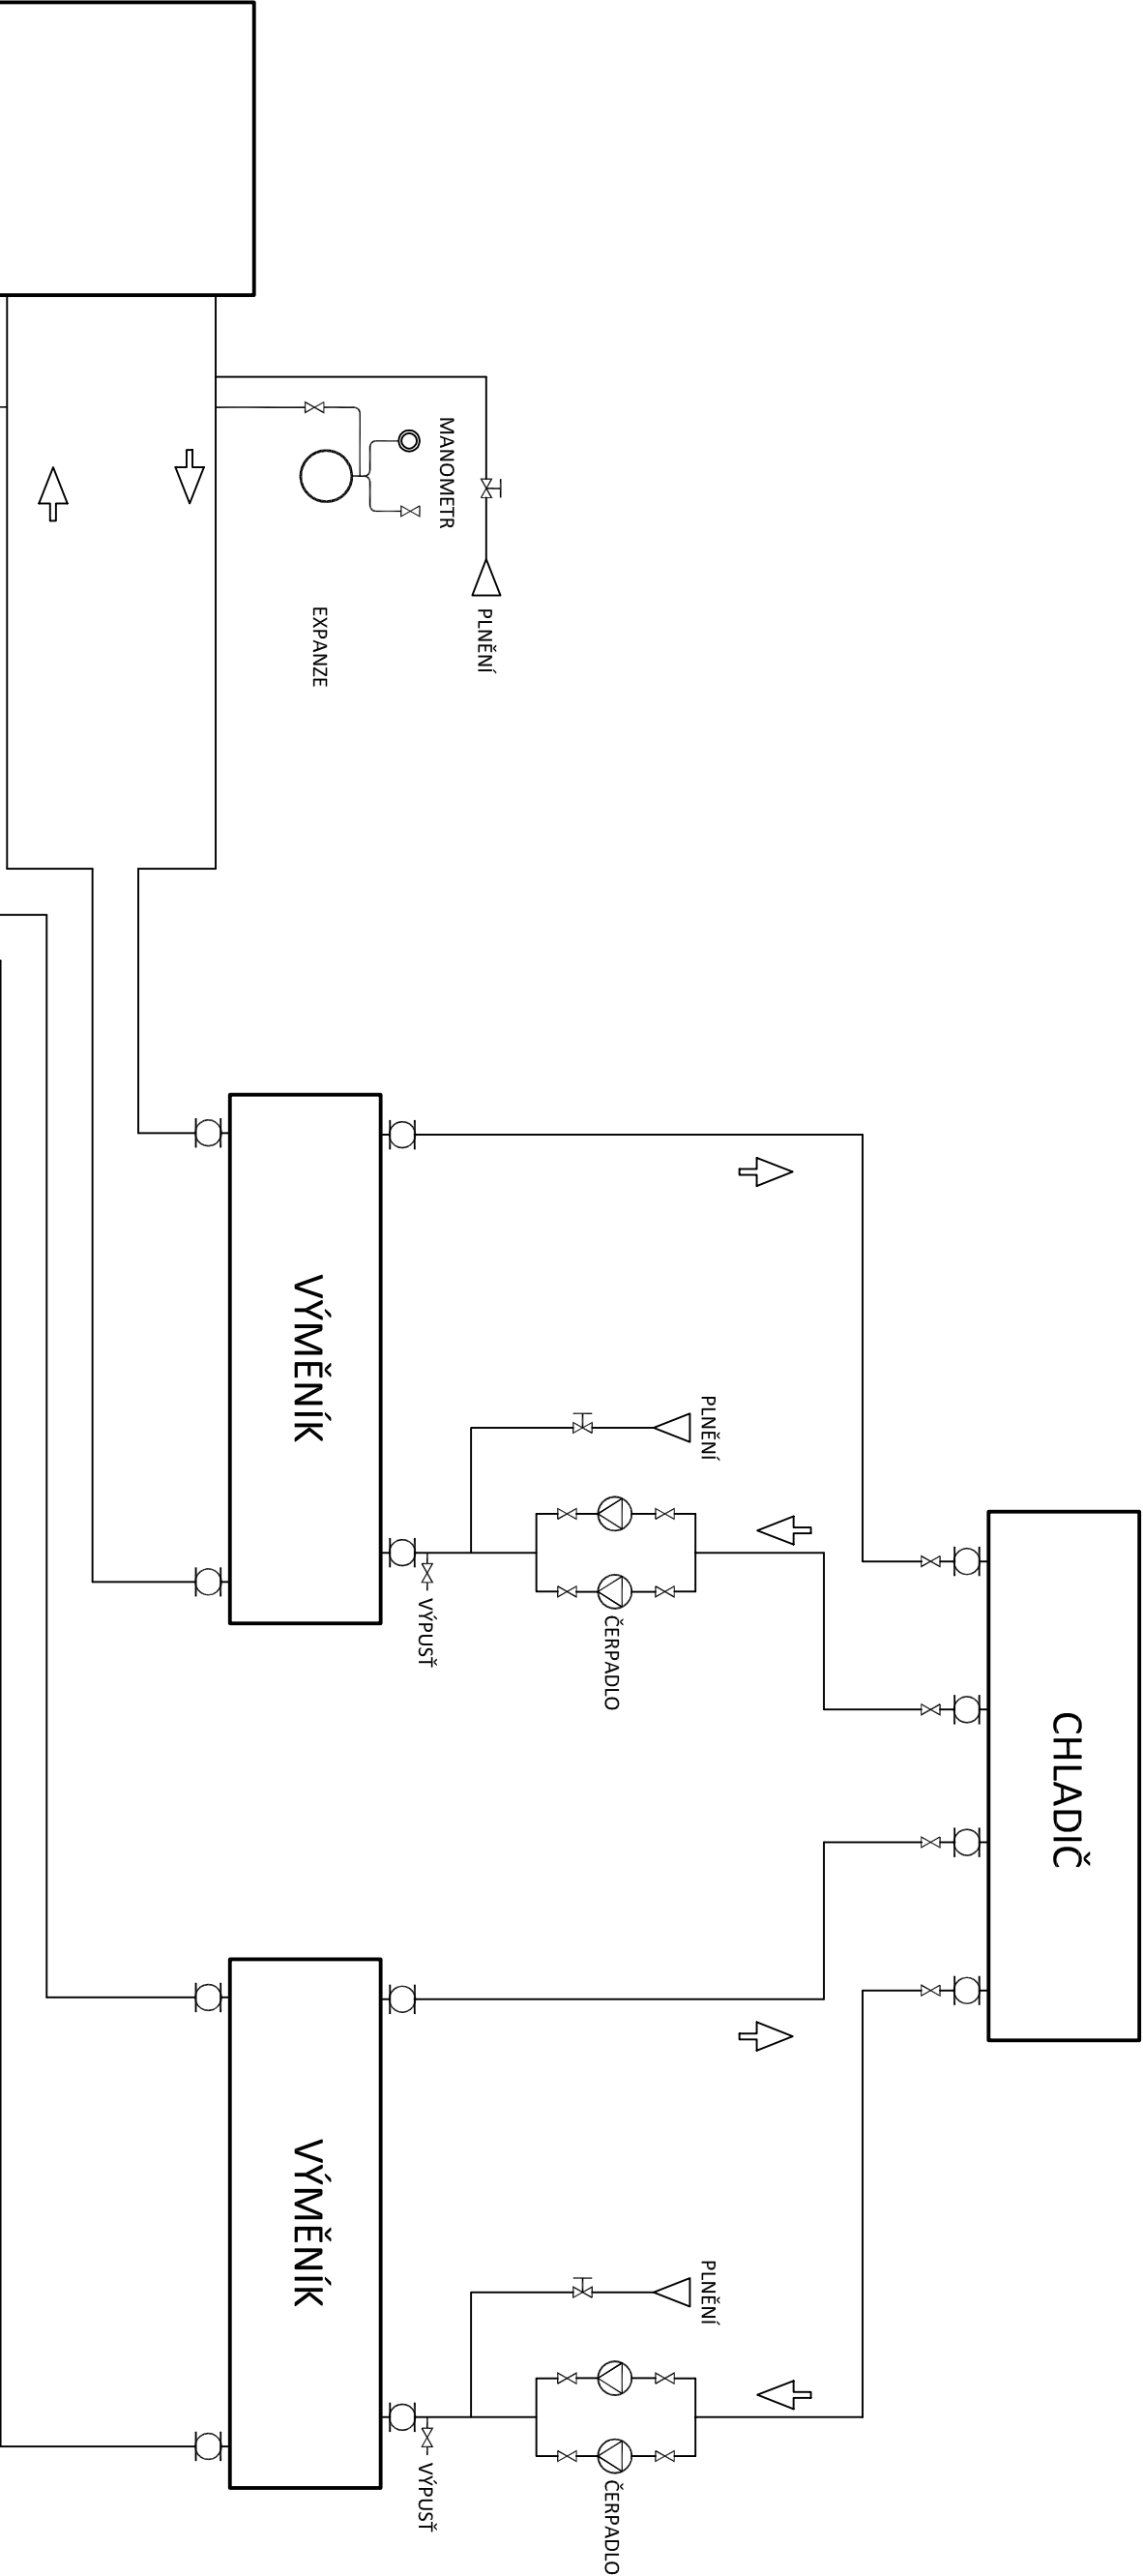 CHLADIČ
PLNĚNÍ
ČERPADLO
PLNĚNÍ
ČERPADLO
PLNĚNÍ
MANOMETR
VÝPUSŤ
VÝPUSŤ
EXPANZE
VÝMĚNÍK
VÝMĚNÍK